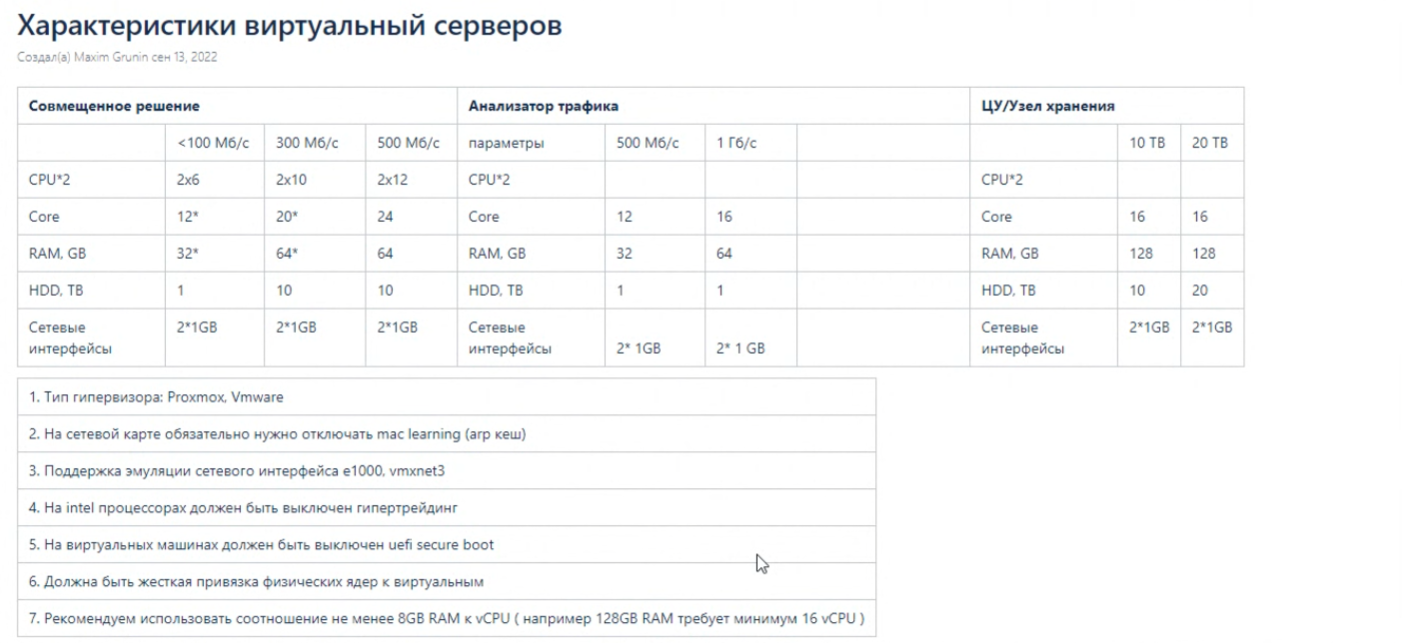 Характеристики виртуальный серверов
Создал(а) Maxim Grunin сен 13, 2022
Совмещенное решение Анализатор трафика ЦУ/Узел хранения
<100 Мб/с 300 Мб/с 500 Мб/с параметры 500 Мб/с 1 Гб/с 10 TB 20 TB
CPU*2 2x6 2x10 2x12 CPU*2 CPU*2
Core 12* 20* 24 Core 12 16 Core 16 16
RAM, GB 32* 64* 64 RAM, GB 32 64 RAM, GB 128 128
HDD, TB 1 10 10 HDD, TB 1 1 HDD, TB 10 20
Сетевые 2*1GB 2*1GB 2*1GB Сетевые Сетевые 2*1GB 2*1GB
интерфейсы интерфейсы 2* 1GB 2* 1 GB интерфейсы
1. Тип гипервизора: Proxmox, Vmware
2. На сетевой карте обязательно нужно отключать mac learning (arp кеш)
3. Поддержка эмуляции сетевого интерфейса e1000, vmxnet3
4. На intel процессорах должен быть выключен гипертрейдинг
5. На виртуальных машинах должен быть выключен uefi secure boot
6. Должна быть жесткая привязка физических ядер к виртуальным
7. Рекомендуем использовать соотношение не менее 8GB RAM к vCPU ( например 128GB RAM требует минимум 16 vCPU )